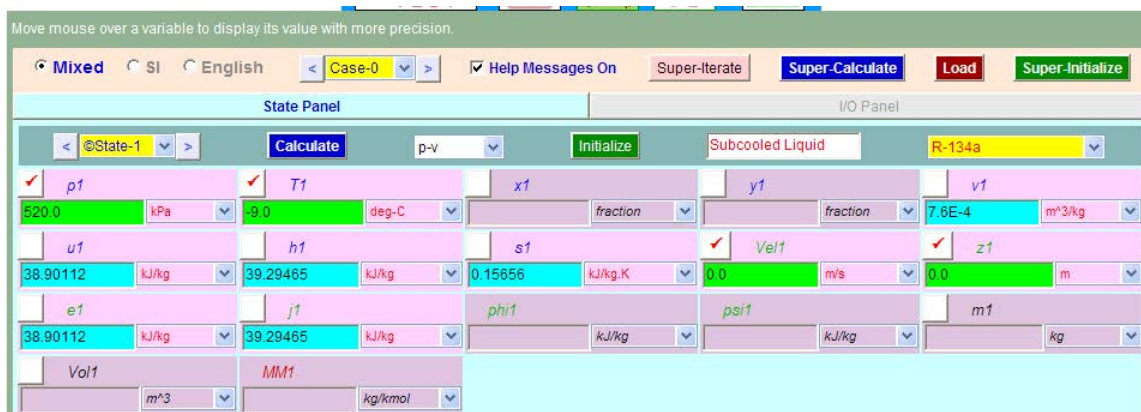 Move mouse over a variable to display its value with more precision.
Mixed SI English < Case-0 > Help Messages On Super-Iterate Super-Calculate Load Super-Initialize
State Panel I/O Panel
< ©State-1 > Calculate p-v Initialize Subcooled Liquid R-134a
p1 T1 x1 y1 v1
520.0 kPa -9.0 deg-C fraction fraction 7.6E-4 m^3/kg
u1 h1 s1 Vel1 z1
38.90112 kJ/kg 39.29465 kJ/kg 0.15656 kJ/kg.K 0.0 m/s 0.0 m
e1 j1 phi1 psi1 m1
38.90112 kJ/kg 39.29465 kJ/kg kJ/kg kJ/kg kg
Vol1 MM1
m^3 kg/kmol